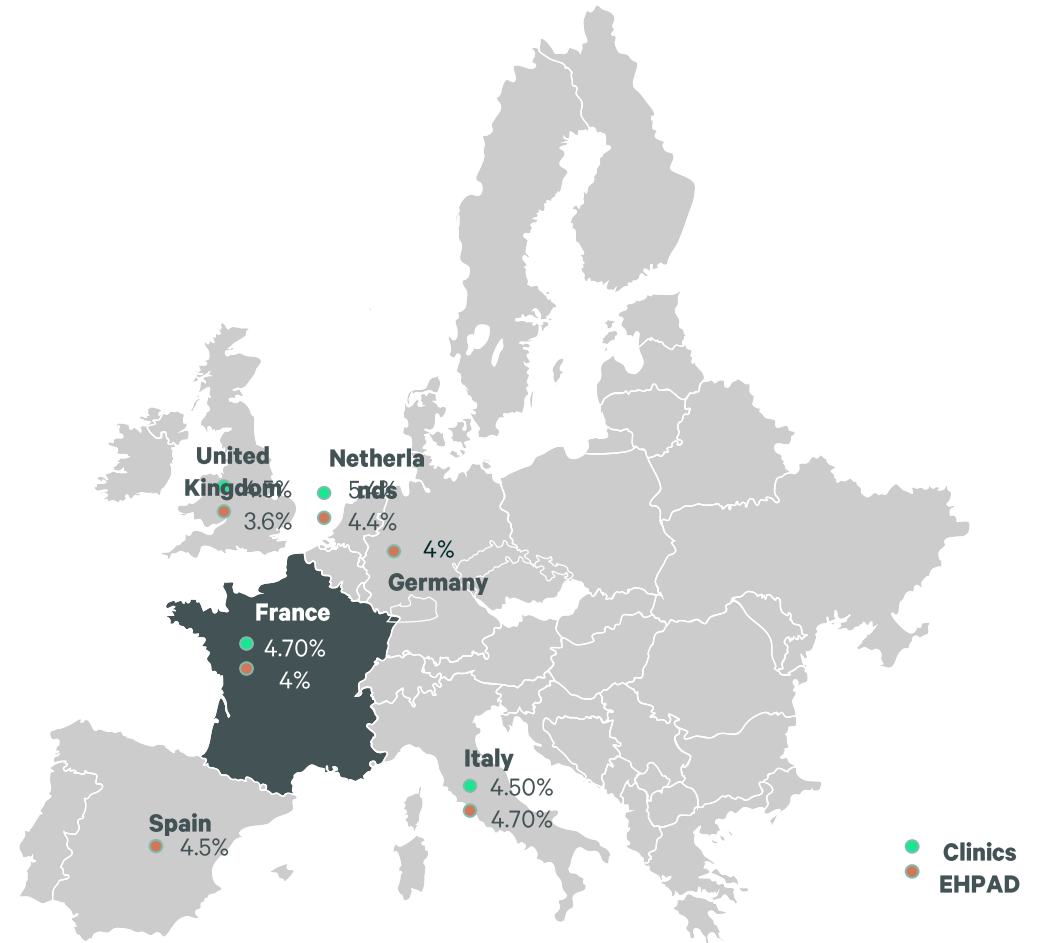 United
Kingdom
3.6%
Netherla
nds
4.4%
4%
Germany
France
4.70%
4%
Italy
4.50%
4.70%
Spain
4.5%
Clinics
EHPAD